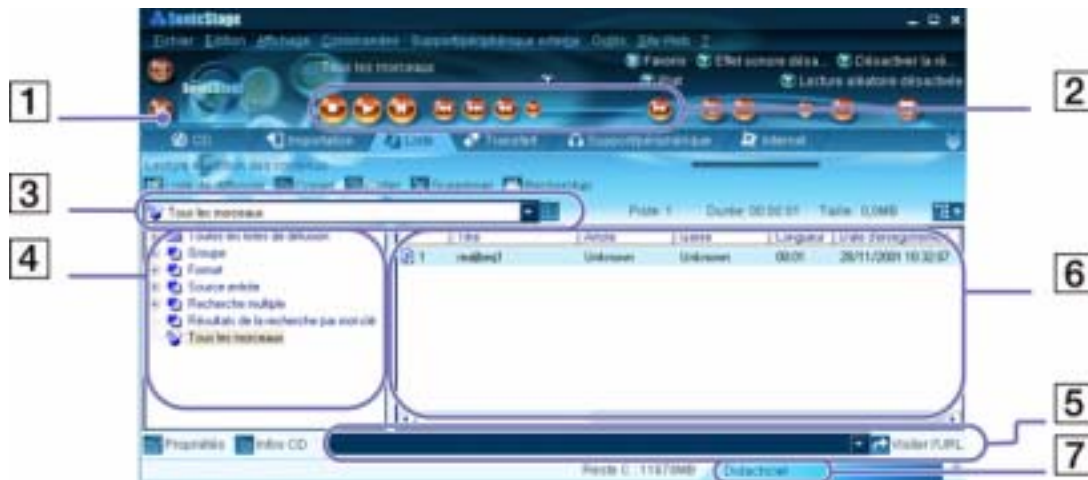 SonicStage
Fichier Edition Affichage Commandes Support/périphérique externe Outils Site Web ?
Tous les morceaux
Favoris Effet sonore désa... Désactiver la ré...
Etat Lecture aléatoire désactivée
1
2
CD Importation Liste Transfert Support/périphérique Internet
Lecture
3
Tous les morceaux Piste 1 Durée 00:00:01 Taille 0,0MB
4
Toutes les listes de diffusion
Groupe
Format
Source entrée
Recherche multiple
Résultats de la recherche par mot-clé
Tous les morceaux
Titre Artiste Genre Longueur
1 Unknown Unknown 00:01 28/11/2001 10:32:07
6
5
Propriétés Infos CD Visiter l'URL
7
Reste C : 11870MB Didacticiel